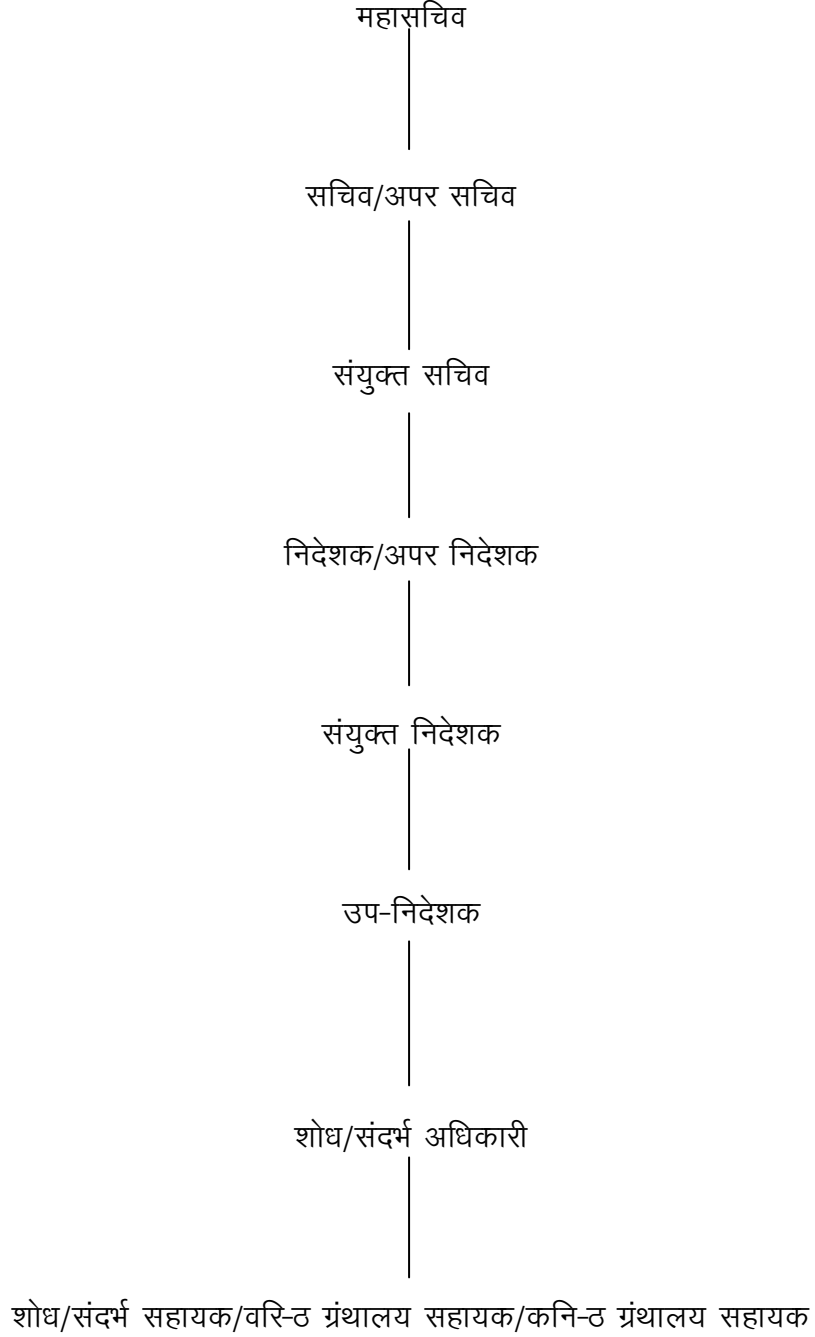 महासचिव
सचिव/अपर सचिव
संयुक्त सचिव
निदेशक/अपर निदेशक
संयुक्त निदेशक
उप-निदेशक
शोध/संदर्भ अधिकारी
शोध/संदर्भ सहायक/वरि-ठ ग्रंथालय सहायक/कनि-ठ ग्रंथालय सहायक